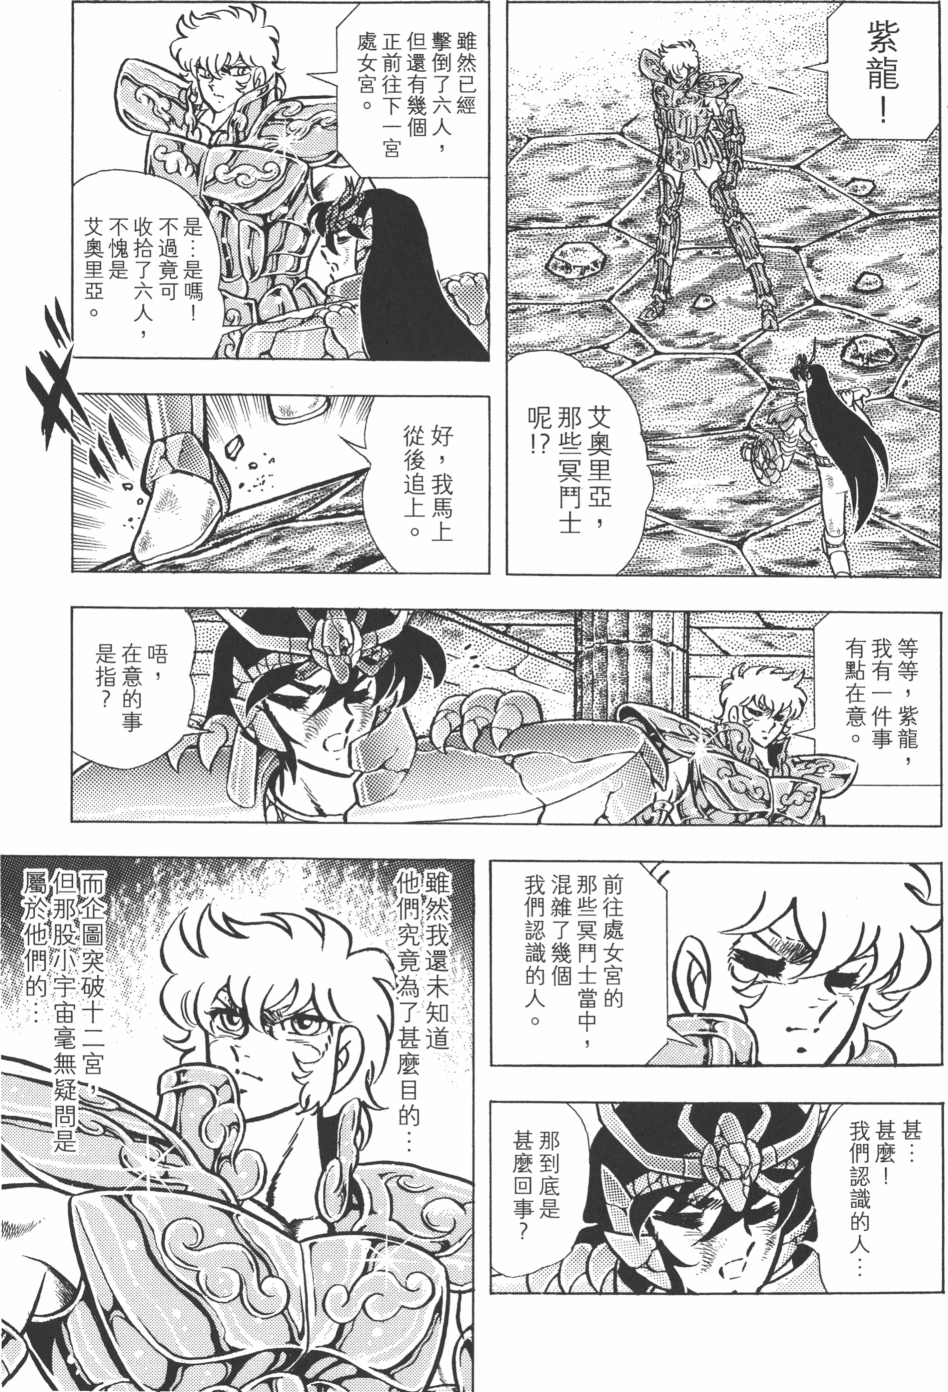 紫龍！
艾奧里亞，
那些冥鬥士
呢!?
雖然已經
擊倒了六人，
但還有幾個
正前往下一宮
處女宮。
是…是嗎！
不過竟可
收拾了六人，
不愧是
艾奧里亞。
好，我馬上
從後追上。
等等，紫龍，
我有一件事
有點在意。
唔，
在意的事
是指？
前往處女宮的
那些冥鬥士當中，
混雜了幾個
我們認識的人。
甚…
甚麼！
我們認識的人…
那到底是
甚麼回事？
雖然我還未知道
他們究竟為了甚麼目的…
而企圖突破十二宮，
但那股小宇宙毫無疑問是
屬於他們的…